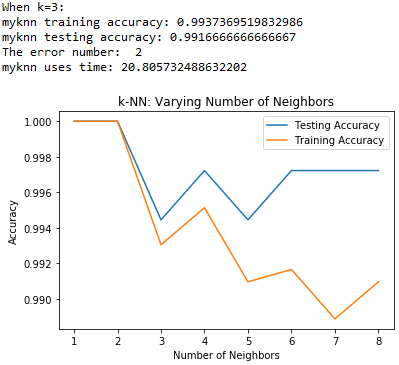 When k=3:
myknn training accuracy: 0.9937369519832986
myknn testing accuracy: 0.9916666666666667
The error number:  2
myknn uses time: 20.805732488632202
k-NN: Varying Number of Neighbors
Testing Accuracy
Training Accuracy
1.000
0.998
0.996
0.994
0.992
0.990
Accuracy
1 2 3 4 5 6 7 8
Number of Neighbors